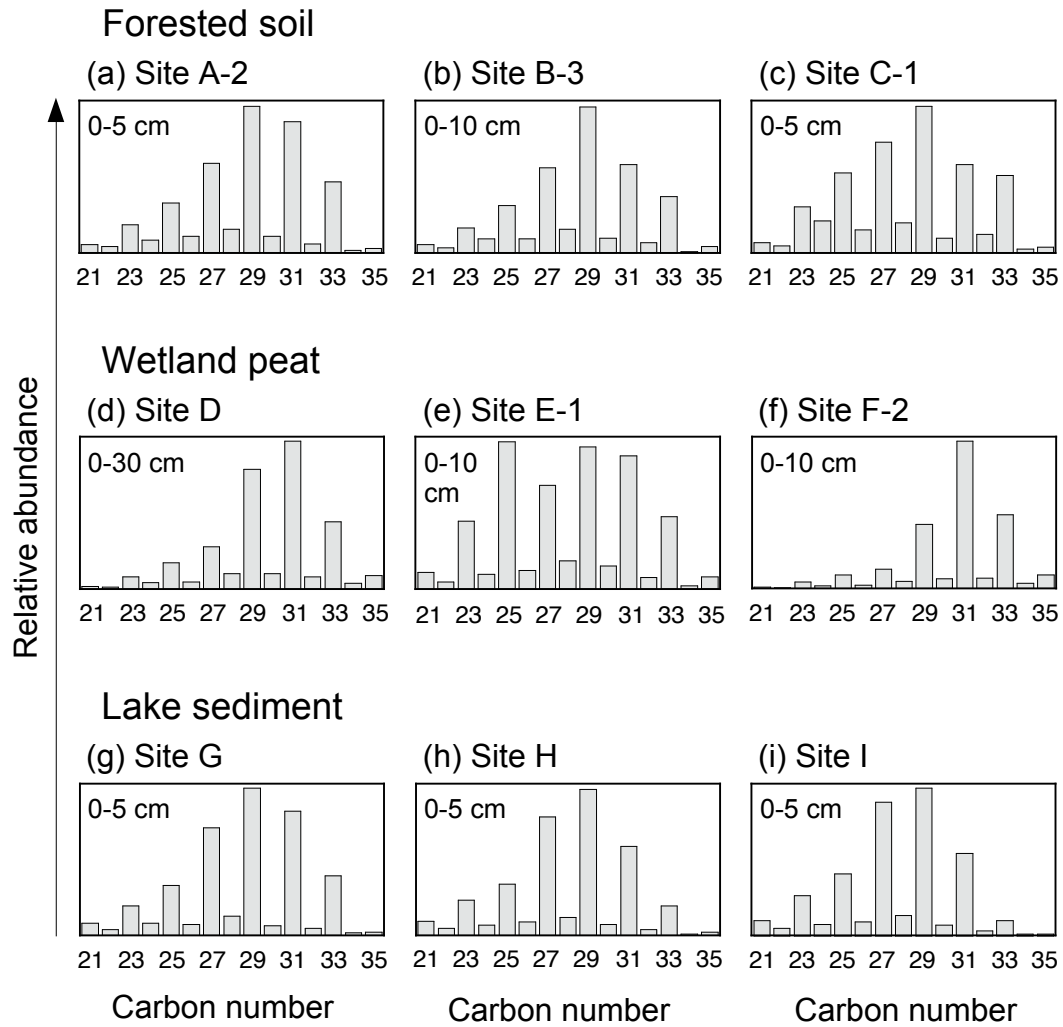 Forested soil
(a) Site A-2
(b) Site B-3
(c) Site C-1
0-5 cm
0-10 cm
0-5 cm
21 23 25 27 29 31 33 35
21 23 25 27 29 31 33 35
21 23 25 27 29 31 33 35
Wetland peat
(d) Site D
(e) Site E-1
(f) Site F-2
0-30 cm
0-10
cm
0-10 cm
21 23 25 27 29 31 33 35
21 23 25 27 29 31 33 35
21 23 25 27 29 31 33 35
Relative abundance
Lake sediment
(g) Site G
(h) Site H
(i) Site I
0-5 cm
0-5 cm
0-5 cm
21 23 25 27 29 31 33 35
21 23 25 27 29 31 33 35
21 23 25 27 29 31 33 35
Carbon number
Carbon number
Carbon number